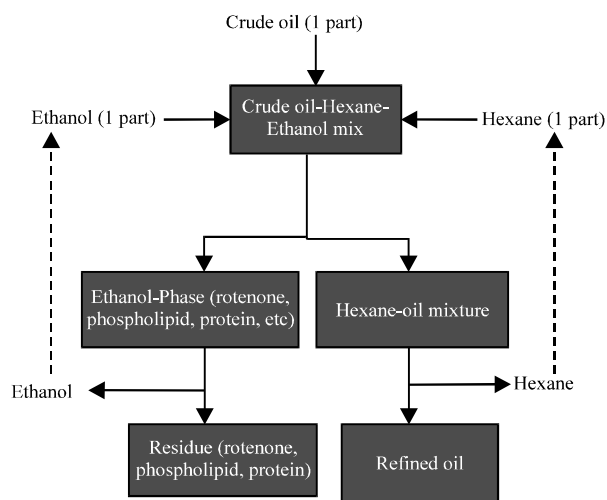 Crude oil (1 part)
Ethanol (1 part)
Crude oil-Hexane-
Ethanol mix
Hexane (1 part)
Ethanol-Phase (rotenone,
phospholipid, protein, etc)
Hexane-oil mixture
Ethanol
Hexane
Residue (rotenone,
phospholipid, protein)
Refined oil